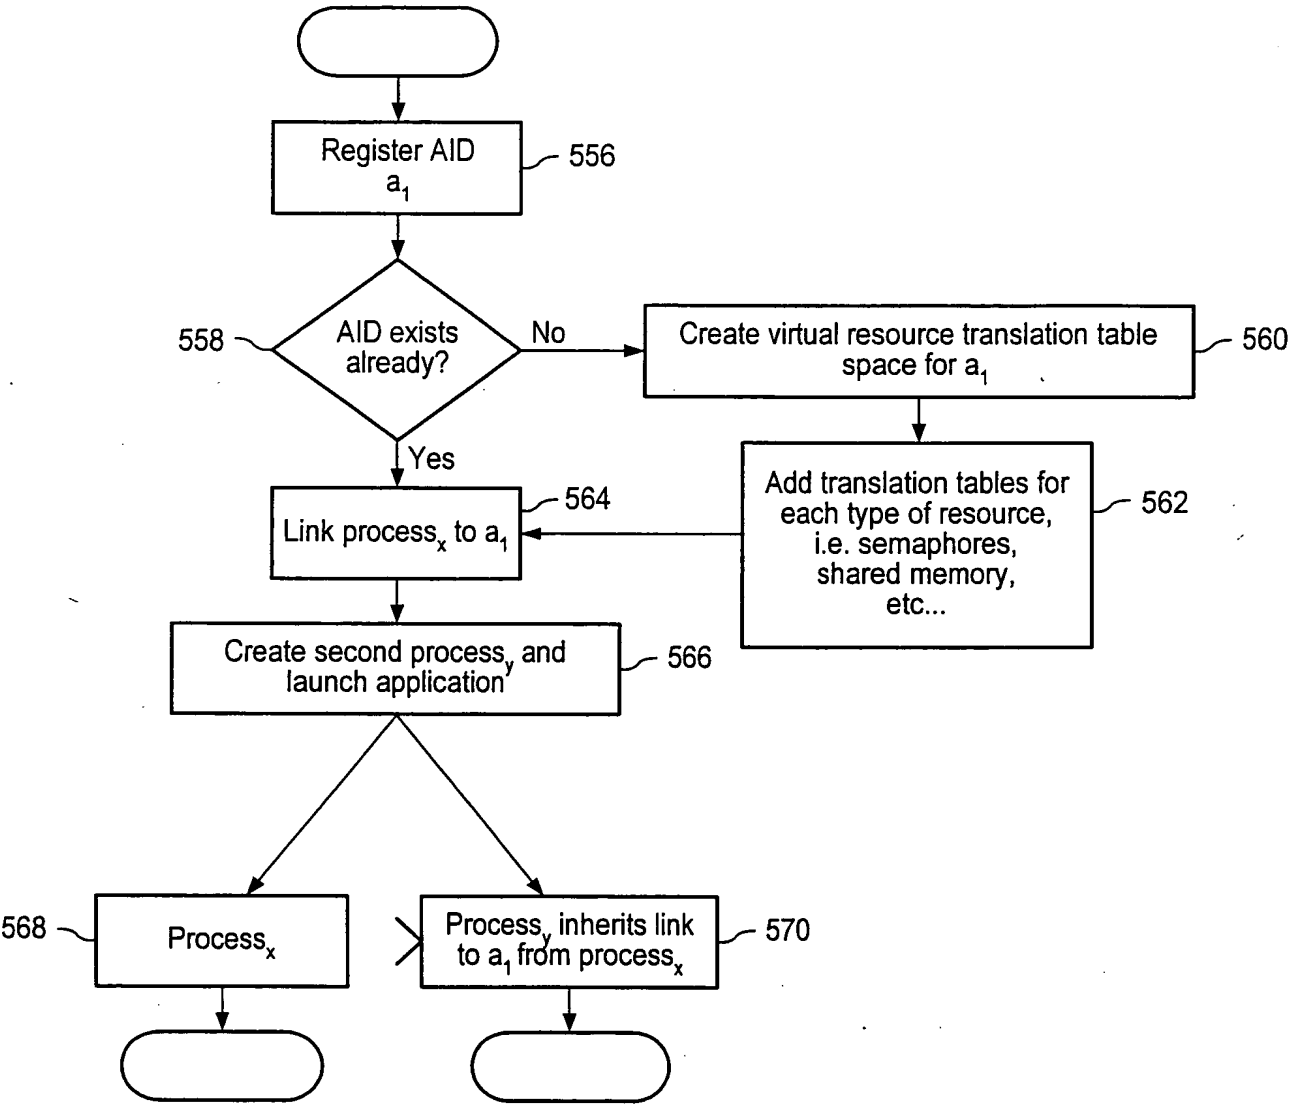 Register AID
a₁
556
AID exists
already?
558
No
Create virtual resource translation table
space for a₁
560
Yes
Add translation tables for
each type of resource,
i.e. semaphores,
shared memory,
etc...
562
Link processₓ to a₁
564
Create second processᵧ and
launch application
566
Processₓ
568
Processᵧ inherits link
to a₁ from processₓ
570